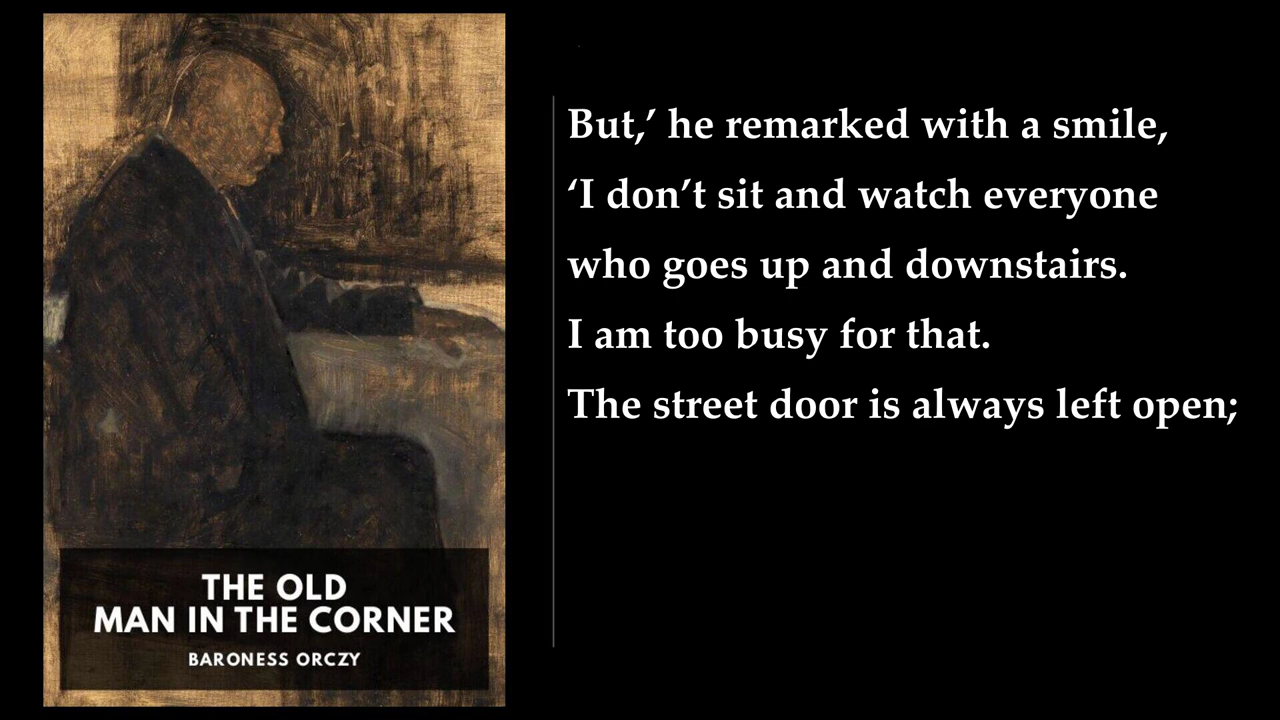 But,’ he remarked with a smile,
‘I don’t sit and watch everyone
who goes up and downstairs.
I am too busy for that.
The street door is always left open;
THE OLD
MAN IN THE CORNER
BARONESS ORCZY